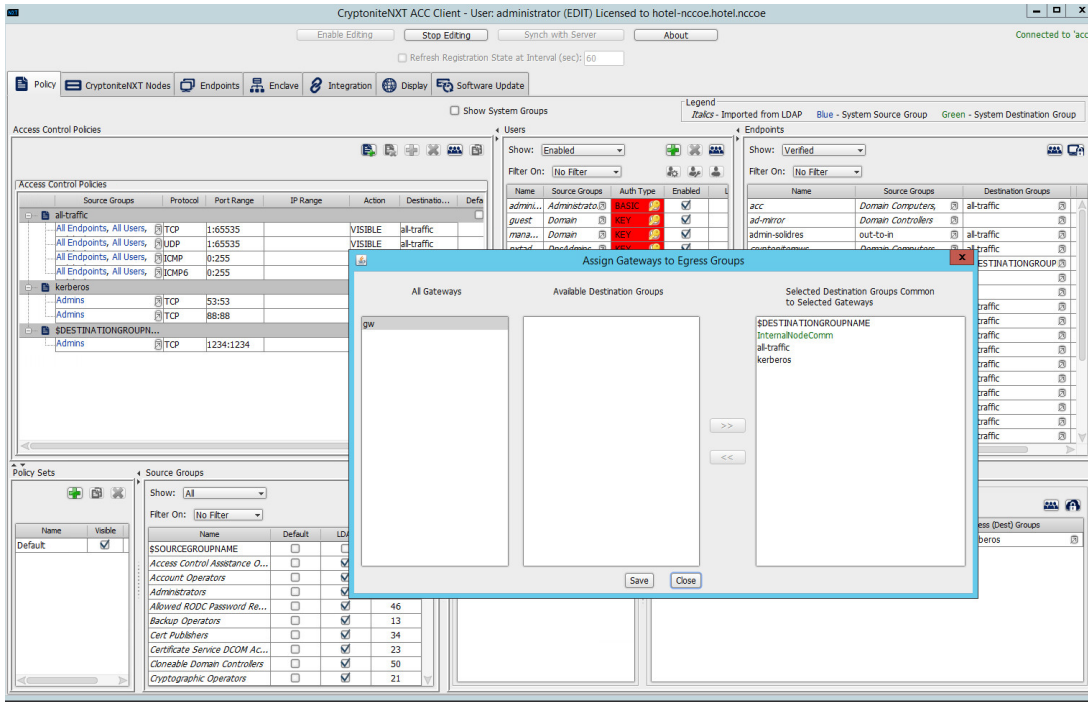 NXT CryptoniteNXT ACC Client - User: administrator (EDIT) Licensed to hotel-nccoe.hotel.nccoe
Enable Editing Stop Editing Synch with Server About Connected to 'acc
Refresh Registration State at Interval (sec): 60
Policy CryptoniteNXT Nodes Endpoints Enclave Integration Display Software Update
Show System Groups
Legend
Italics - Imported from LDAP Blue - System Source Group Green - System Destination Group
Access Control Policies Users Endpoints
Show: Enabled Show: Verified
Filter On: No Filter Filter On: No Filter
Access Control Policies
Source Groups Protocol Port Range IP Range Action Destinatio... Defa
Name Source Groups Auth Type Enabled L
Name Source Groups Destination Groups
all-traffic admini... Administrato. BASIC acc Domain Computers, all-traffic
All Endpoints, All Users, TCP 1:65535 VISIBLE all-traffic guest Domain KEY ad-mirror Domain Controllers
All Endpoints, All Users, UDP 1:65535 VISIBLE all-traffic mana... Domain KEY admin-solidres out-to-in all-traffic
All Endpoints, All Users, ICMP 0:255
All Endpoints, All Users, ICMP6 0:255
kerberos
Admins TCP 53:53
Admins TCP 88:88
$DESTINATIONGROUPN...
Admins TCP 1234:1234
Assign Gateways to Egress Groups x
All Gateways Available Destination Groups Selected Destination Groups Common
to Selected Gateways
gw $DESTINATIONGROUPNAME
InternalNodeComm
all-traffic
kerberos
>>
<<
Save Close
ESTINATIONGROUP
traffic
traffic
traffic
traffic
traffic
traffic
traffic
traffic
traffic
traffic
Policy Sets Source Groups
Show: All
Filter On: No Filter
Name Visible
Default
Name Default LDA
$SOURCEGROUPNAME
Access Control Assistance O...
Account Operators
Administrators
Allowed RODC Password Re... 46
Backup Operators 13
Cert Publishers 34
Certificate Service DCOM Ac... 23
Cloneable Domain Controllers 50
Cryptographic Operators 21
ess (Dest) Groups
beros